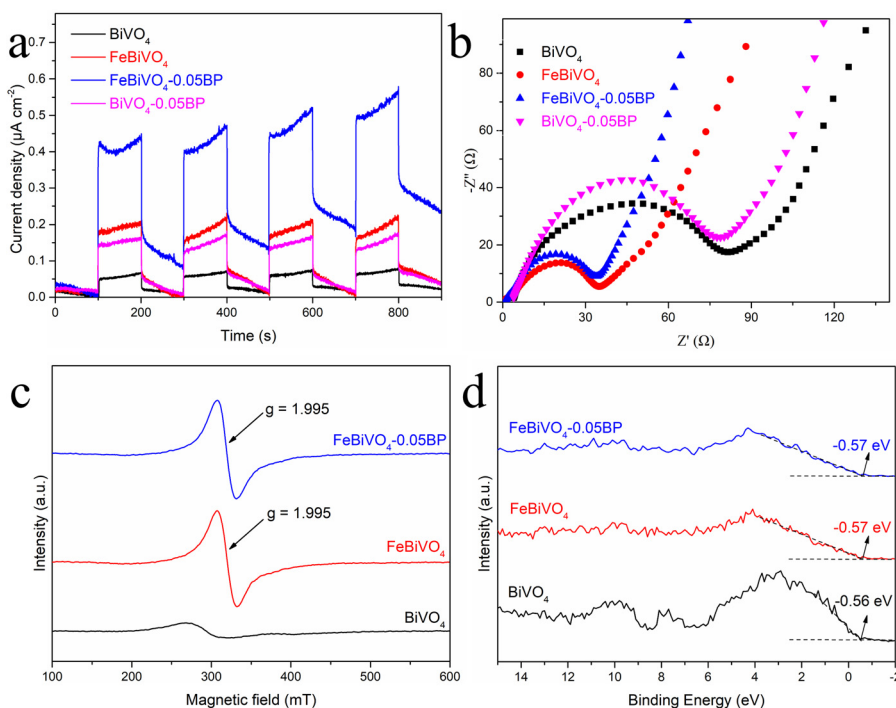 a
BiVO4
FeBiVO4
FeBiVO4-0.05BP
BiVO4-0.05BP
0.7
0.6
0.5
0.4
0.3
0.2
0.1
0.0
Current density (μA cm-2)
0 200 400 600 800
Time (s)
b
BiVO4
FeBiVO4
FeBiVO4-0.05BP
BiVO4-0.05BP
80
60
40
20
0
-Z'' (Ω)
0 30 60 90 120
Z' (Ω)
c
g = 1.995
FeBiVO4-0.05BP
g = 1.995
FeBiVO4
BiVO4
Intensity (a.u.)
100 200 300 400 500 600
Magnetic field (mT)
d
FeBiVO4-0.05BP
-0.57 eV
FeBiVO4
-0.57 eV
BiVO4
-0.56 eV
Intensity (a.u.)
14 12 10 8 6 4 2 0 -2
Binding Energy (eV)